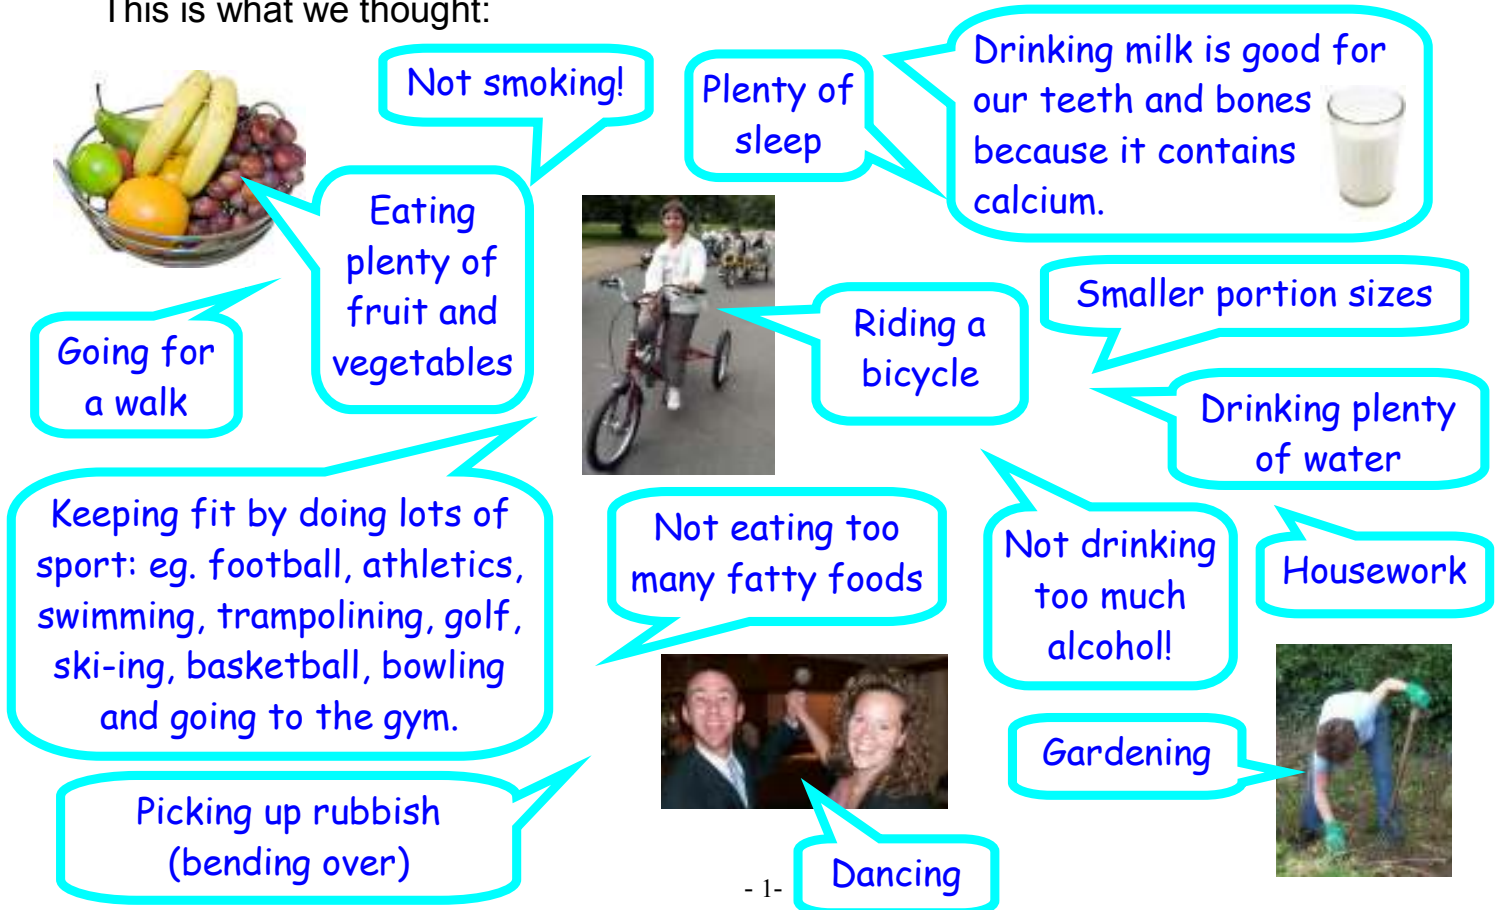 This is what we thought:
Not smoking!
Plenty of
sleep
Drinking milk is good for
our teeth and bones
because it contains
calcium.
Eating
plenty of
fruit and
vegetables
Going for
a walk
Riding a
bicycle
Smaller portion sizes
Drinking plenty
of water
Keeping fit by doing lots of
sport: eg. football, athletics,
swimming, trampolining, golf,
ski-ing, basketball, bowling
and going to the gym.
Not eating too
many fatty foods
Not drinking
too much
alcohol!
Housework
Gardening
Picking up rubbish
(bending over)
Dancing
- 1-